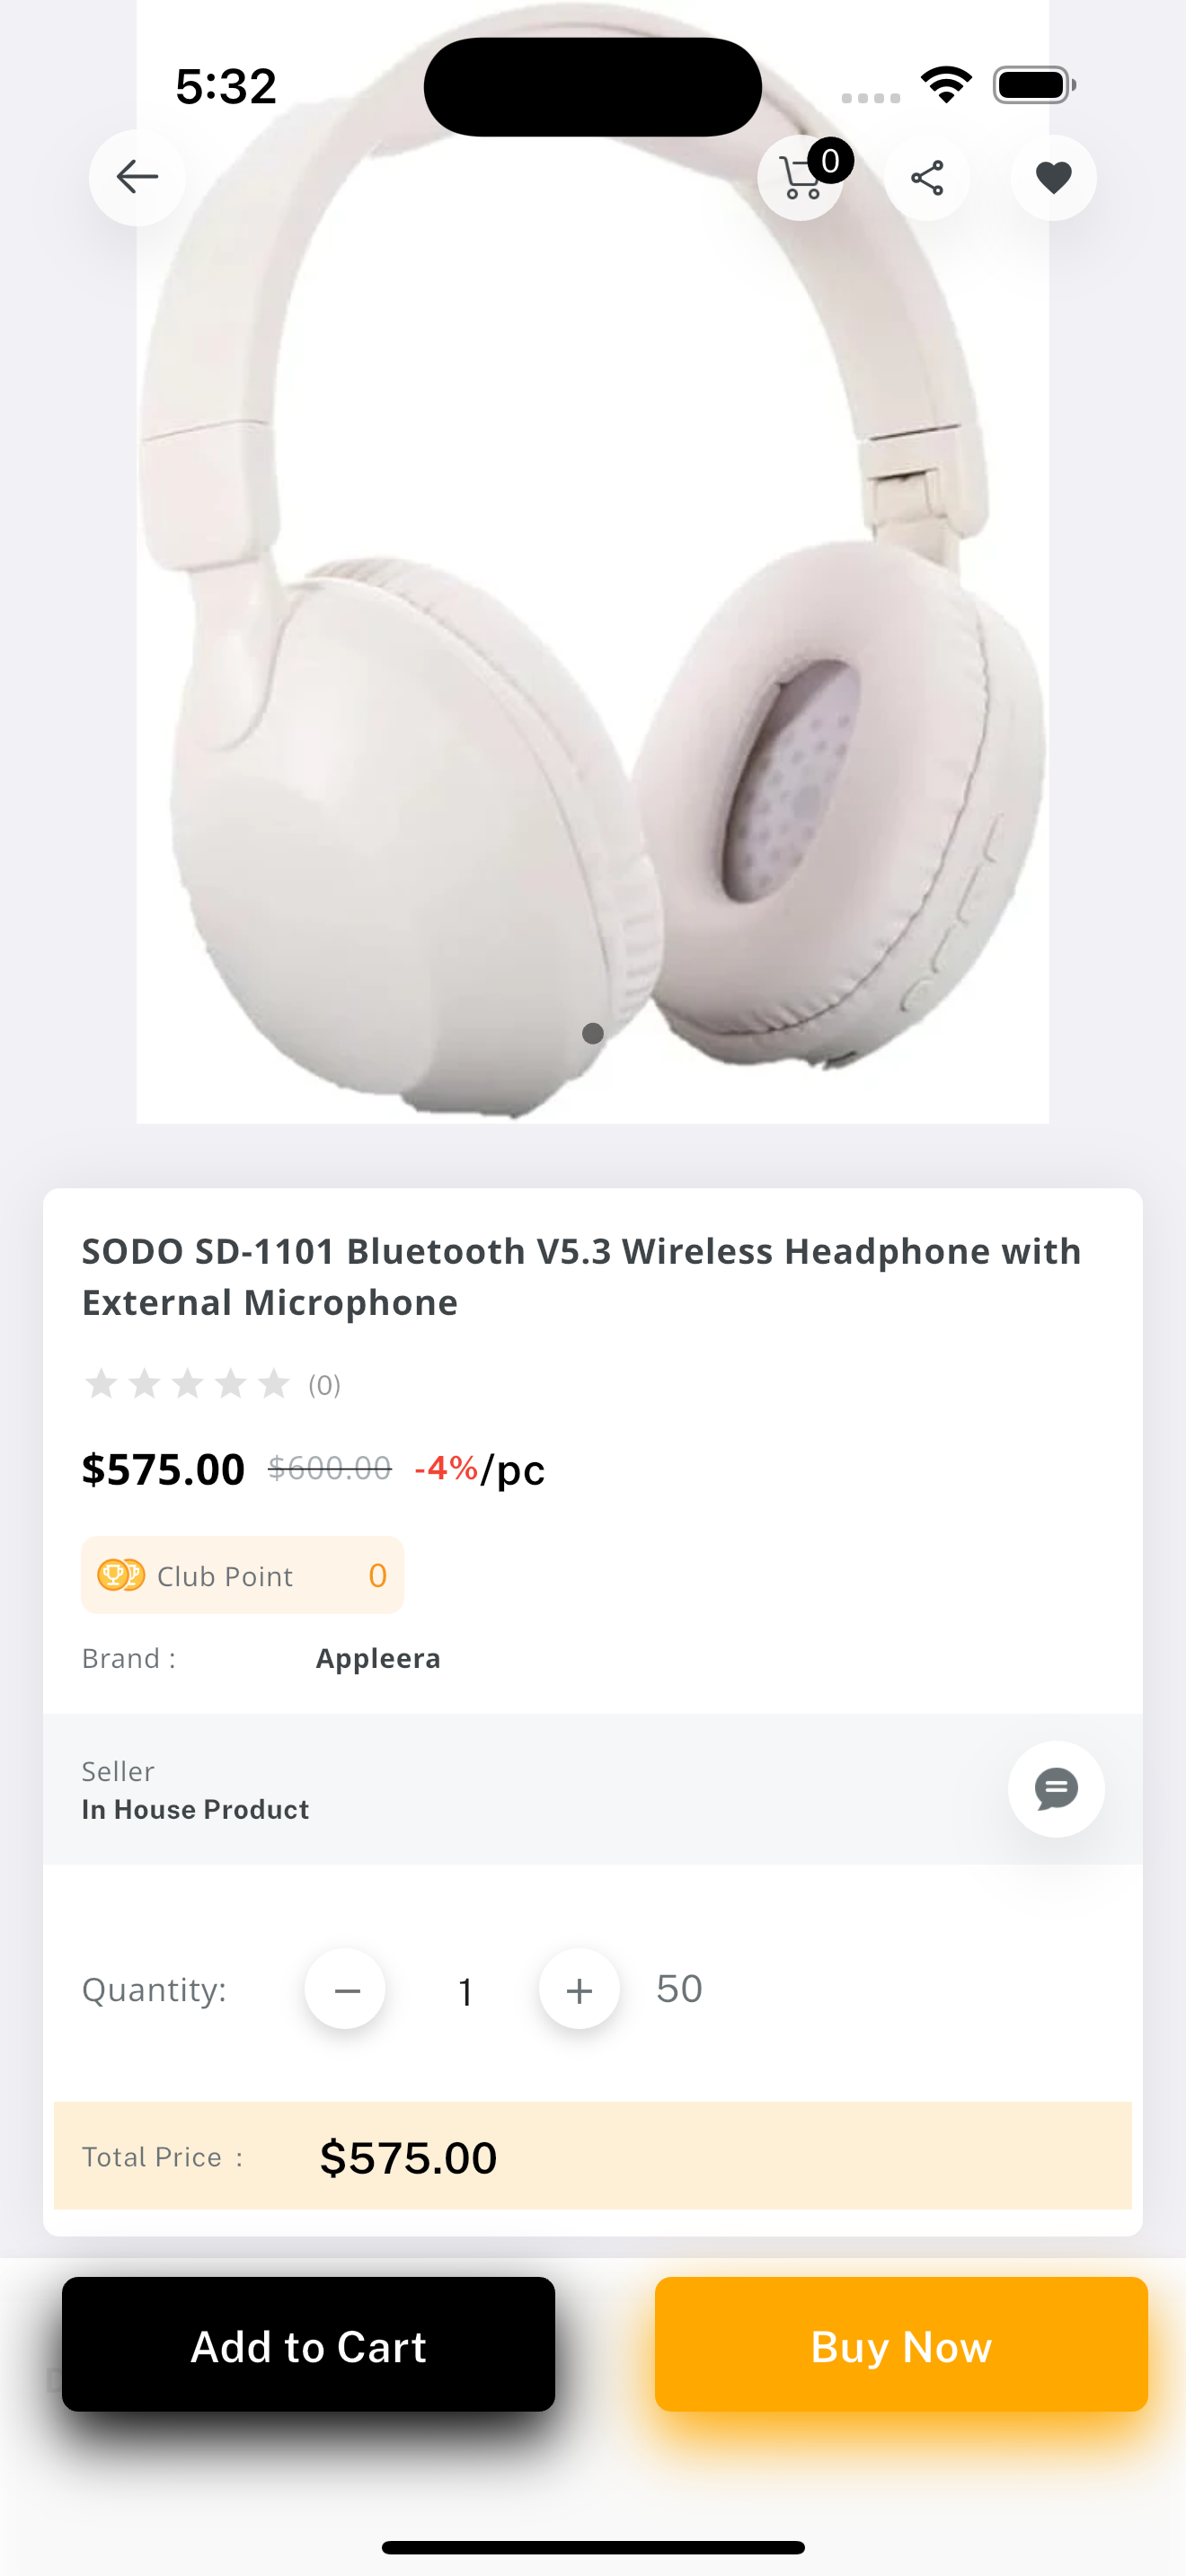 5:32
0
SODO SD-1101 Bluetooth V5.3 Wireless Headphone with
External Microphone
(0)
$575.00 $600.00 -4%/pc
Club Point 0
Brand : Appleera
Seller
In House Product
Quantity: − 1 + 50
Total Price : $575.00
Add to Cart
Buy Now